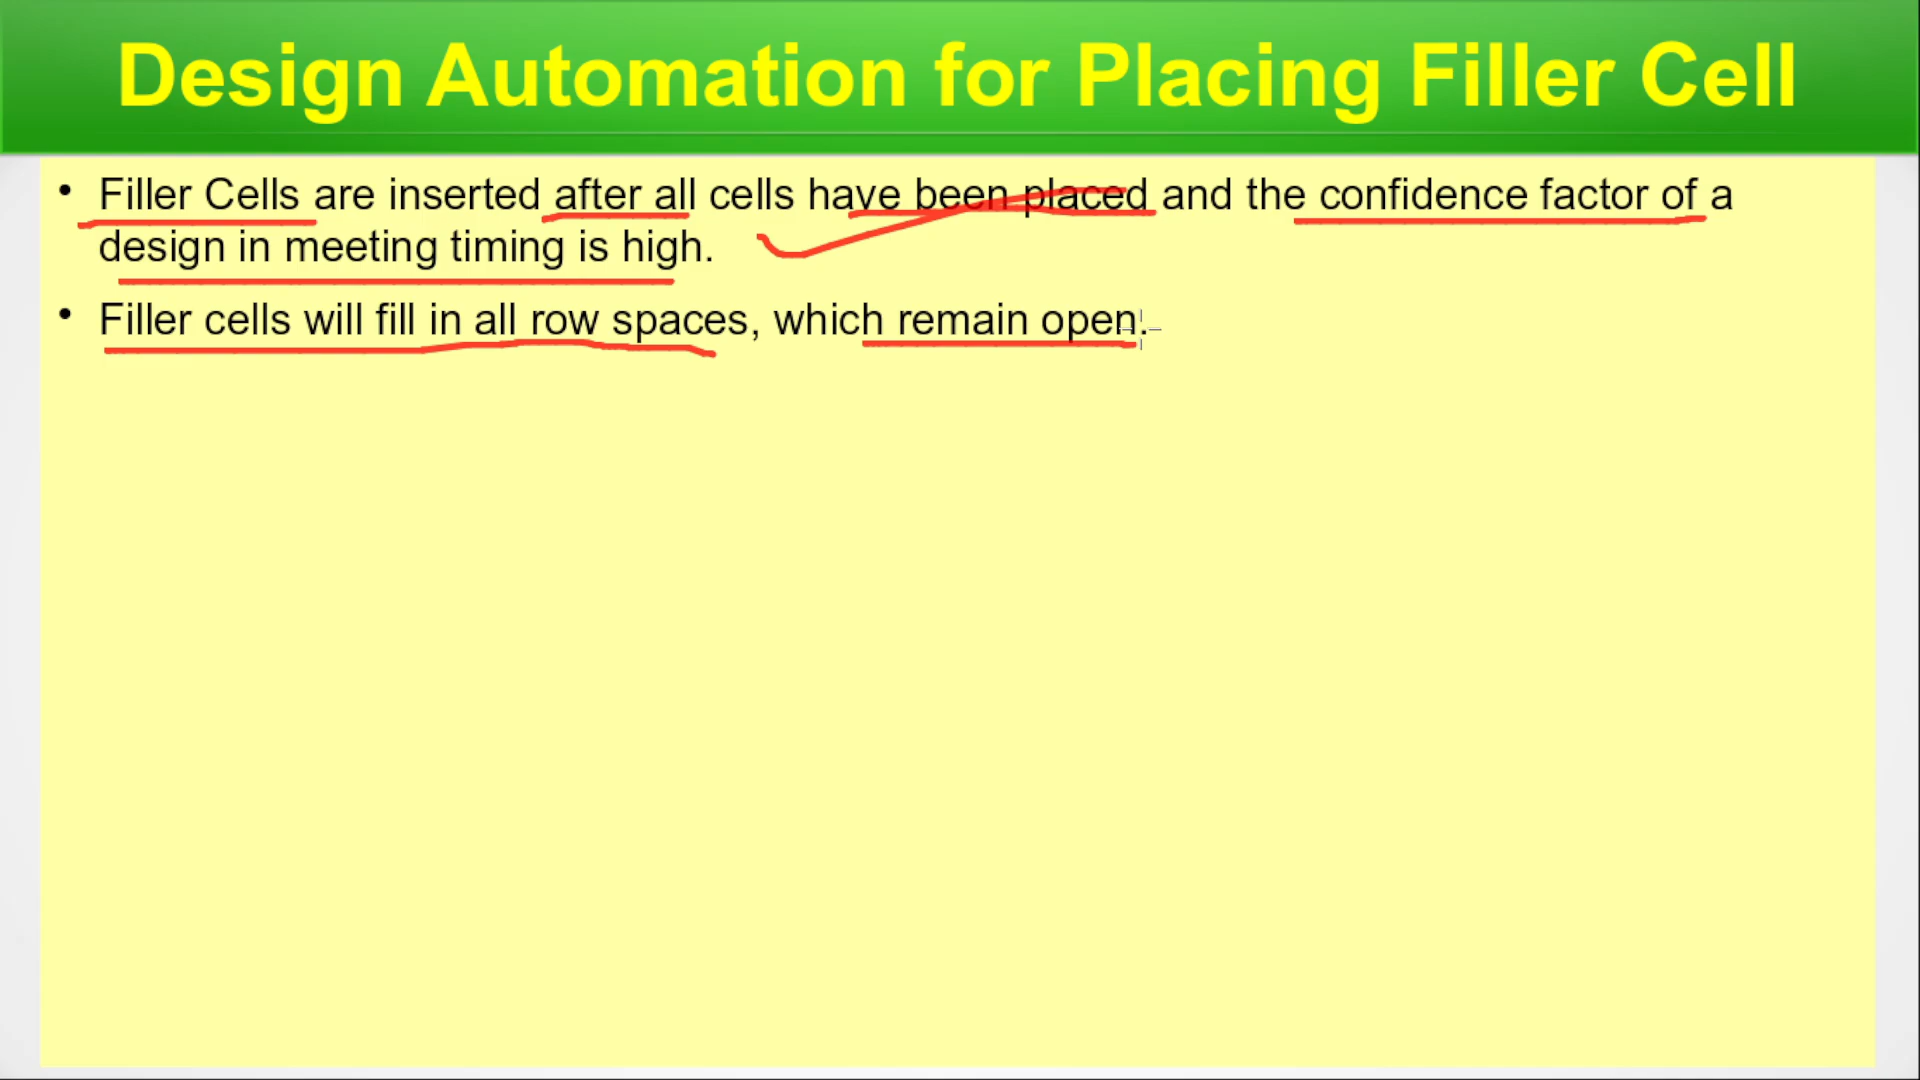 Design Automation for Placing Filler Cell
• Filler Cells are inserted after all cells have been placed and the confidence factor of a
design in meeting timing is high.
• Filler cells will fill in all row spaces, which remain open.